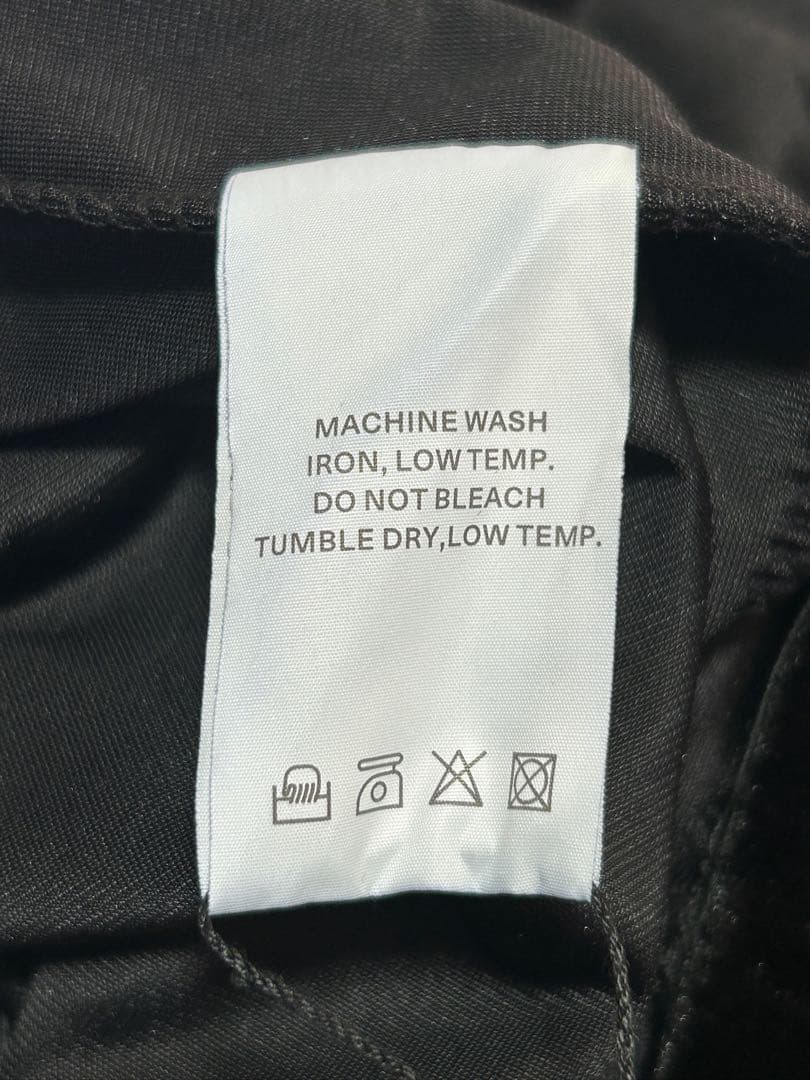 MACHINE WASH
IRON, LOW TEMP.
DO NOT BLEACH
TUMBLE DRY,LOW TEMP.